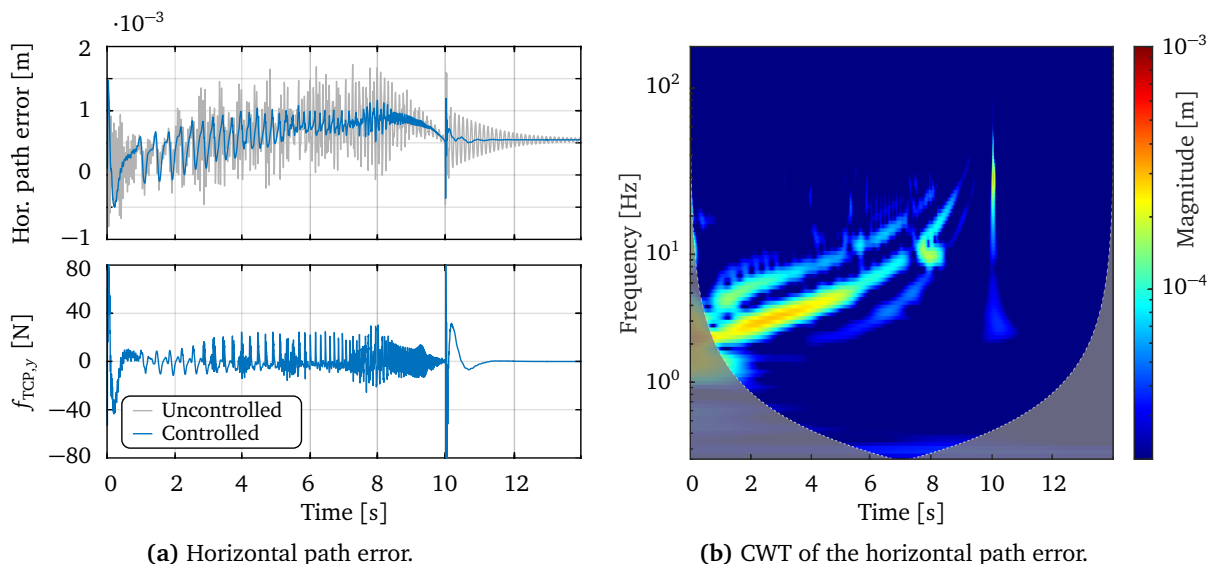 ·10⁻³
Hor. path error [m]
2
1
0
−1
f_TCP,y [N]
80
40
0
−40
−80
Uncontrolled
Controlled
0 2 4 6 8 10 12
Time [s]
(a) Horizontal path error.
Frequency [Hz]
10²
10¹
10⁰
0 2 4 6 8 10 12
Time [s]
10⁻³
10⁻⁴
Magnitude [m]
(b) CWT of the horizontal path error.